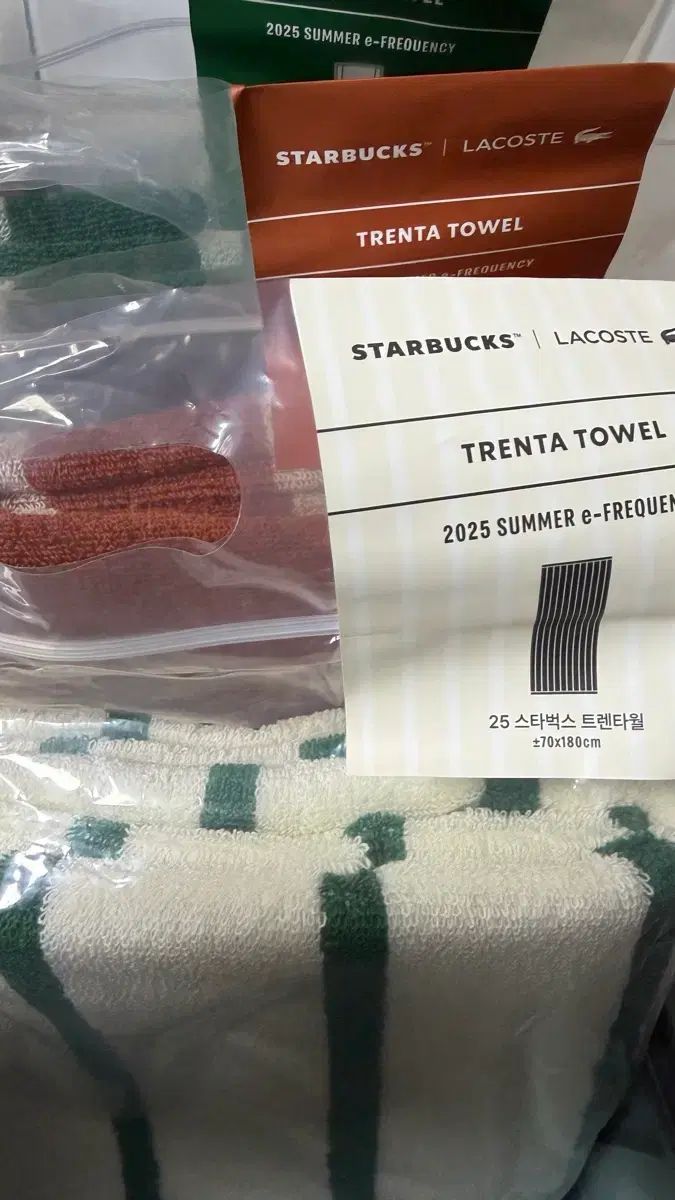 2025 SUMMER e-FREQUENCY
STARBUCKS™ | LACOSTE
TRENTA TOWEL
e-FREQUENCY
STARBUCKS™ | LACOSTE
TRENTA TOWEL
2025 SUMMER e-FREQUEN
25 스타벅스 트렌타월
±70x180cm